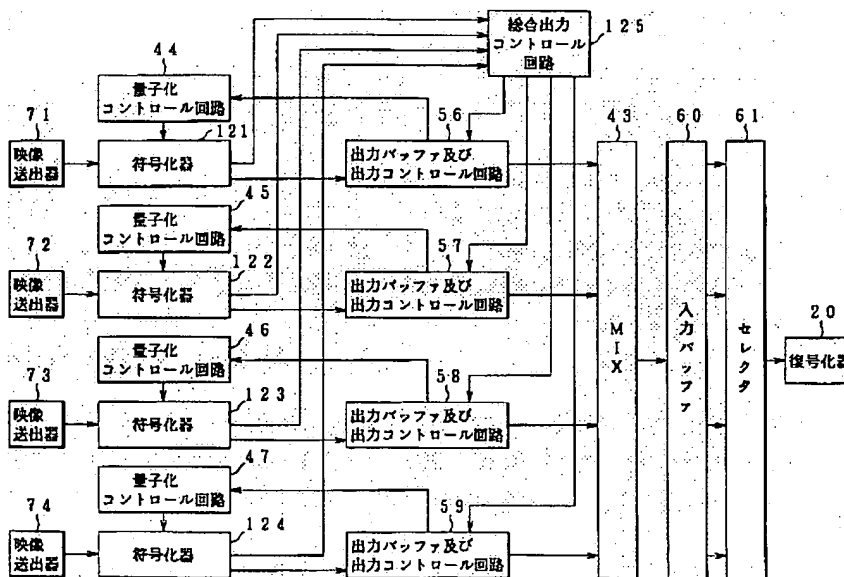 総合出力
コントロール
回路
125
44
量子化
コントロール回路
71
映像
送出器
121
符号化器
56
出力バッファ及び
出力コントロール回路
43
MIX
60
入力バッファ
61
セレクタ
45
量子化
コントロール回路
72
映像
送出器
122
符号化器
57
出力バッファ及び
出力コントロール回路
46
量子化
コントロール回路
73
映像
送出器
123
符号化器
58
出力バッファ及び
出力コントロール回路
20
復号化器
47
量子化
コントロール回路
74
映像
送出器
124
符号化器
59
出力バッファ及び
出力コントロール回路